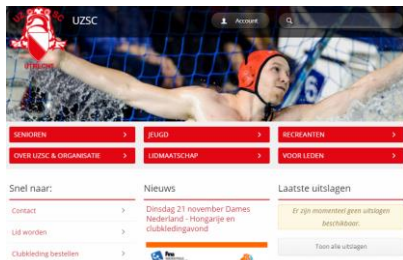 UZSC
Account
UZSC
UTRECHT
SENIOREN
JEUGD
RECREANTEN
OVER UZSC & ORGANISATIE
LIDMAATSCHAP
VOOR LEDEN
Snel naar:
Contact
Lid worden
Clubkleding bestellen
Nieuws
Dinsdag 21 november Dames
Nederland - Hongarije en
clubkledingavond
Laatste uitslagen
Er zijn momenteel geen uitslagen
beschikbaar.
Toon alle uitslagen